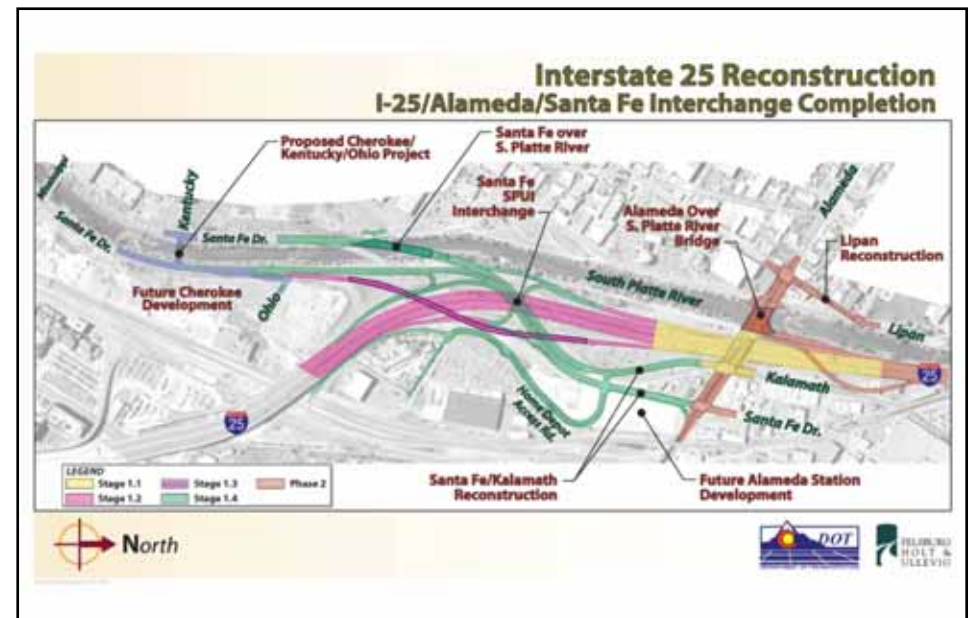 Interstate 25 Reconstruction
I-25/Alameda/Santa Fe Interchange Completion
Proposed Cherokee/
Kentucky/Ohio Project
Santa Fe over
S. Platte River
Santa Fe
SPUI
Interchange
Alameda Over
S. Platte River
Bridge
Alameda
Lipan
Reconstruction
Kentucky
Santa Fe Dr.
Santa Fe Dr.
South Platte River
Future Cherokee
Development
Ohio
Lipan
Kalamath
25
Home Depot
Access Rd.
Santa Fe Dr.
25
Santa Fe/Kalamath
Reconstruction
Future Alameda Station
Development
LEGEND
Stage 1.1
Stage 1.3
Phase 2
Stage 1.2
Stage 1.4
North
DOT
FELSBURG
HOLT &
ULLEVIG